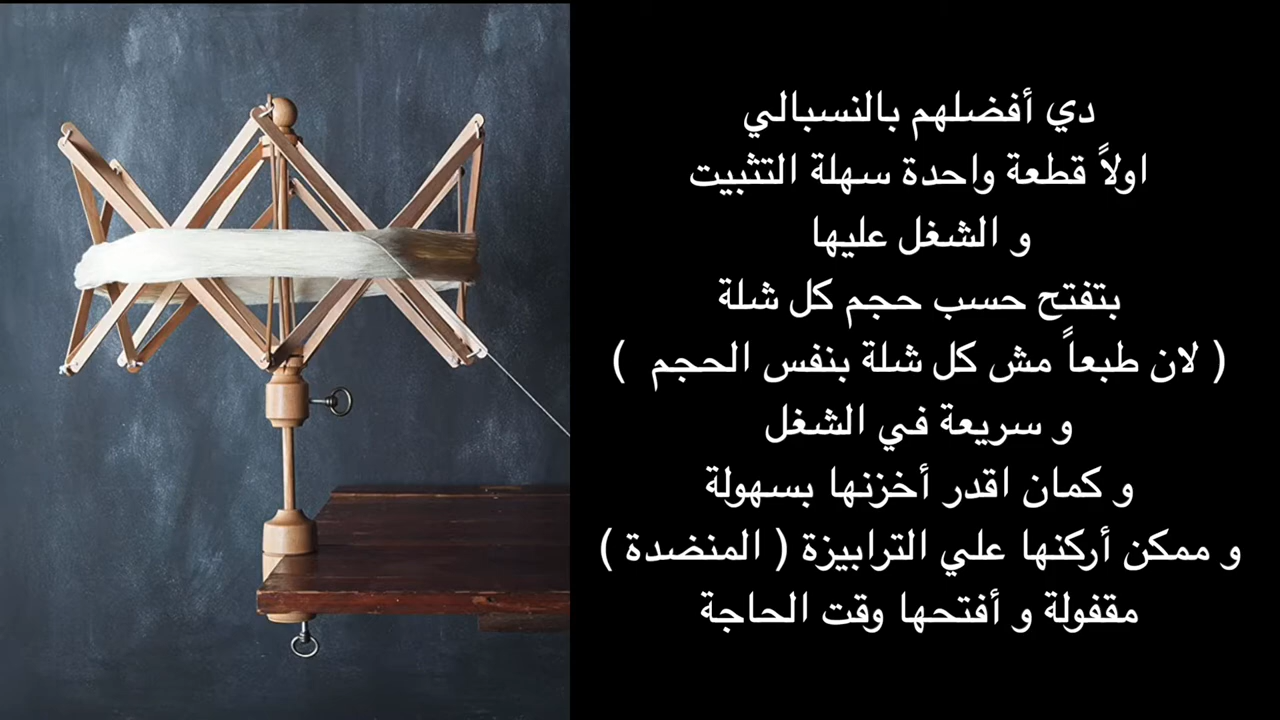 دي أفضلهم بالنسبالي
اولاً قطعة واحدة سهلة التثبيت
و الشغل عليها
بتفتح حسب حجم كل شلة
( لان طبعاً مش كل شلة بنفس الحجم )
و سريعة في الشغل
و كمان اقدر أخزنها بسهولة
و ممكن أركنها علي الترابيزة ( المنضدة )
مقفولة و أفتحها وقت الحاجة